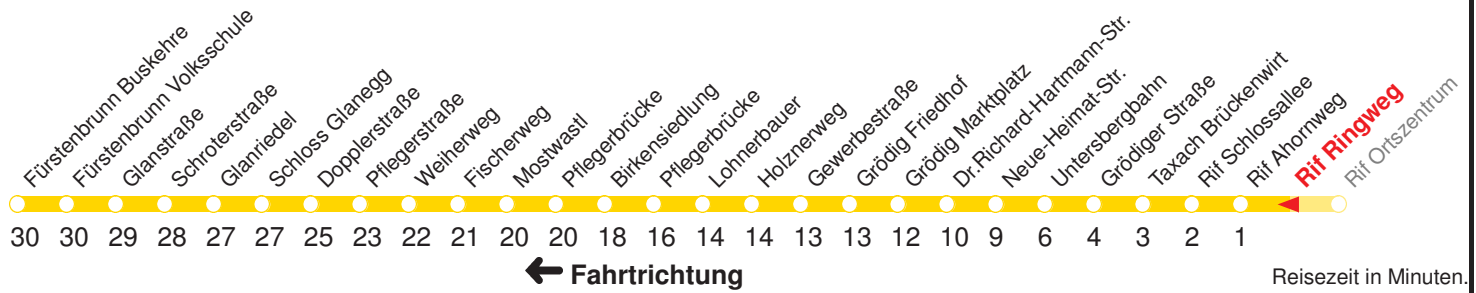 Fürstenbrunn Buskehre
Fürstenbrunn Volksschule
Glanstraße
Schroterstraße
Glanriedel
Schloss Glanegg
Dopplerstraße
Pflegerstraße
Weiherweg
Fischerweg
Mostwastl
Pflegerbrücke
Birkensiedlung
Pflegerbrücke
Lohnerbauer
Holznerweg
Gewerbestraße
Grödig Friedhof
Grödig Marktplatz
Dr.Richard-Hartmann-Str.
Neue-Heimat-Str.
Untersbergbahn
Grödiger Straße
Taxach Brückenwirt
Rif Schlossallee
Rif Ahornweg
Rif Ringweg
Rif Ortszentrum
30 30 29 28 27 27 25 23 22 21 20 20 18 16 14 14 13 13 12 10 9 6 4 3 2 1
Fahrtrichtung
Reisezeit in Minuten.